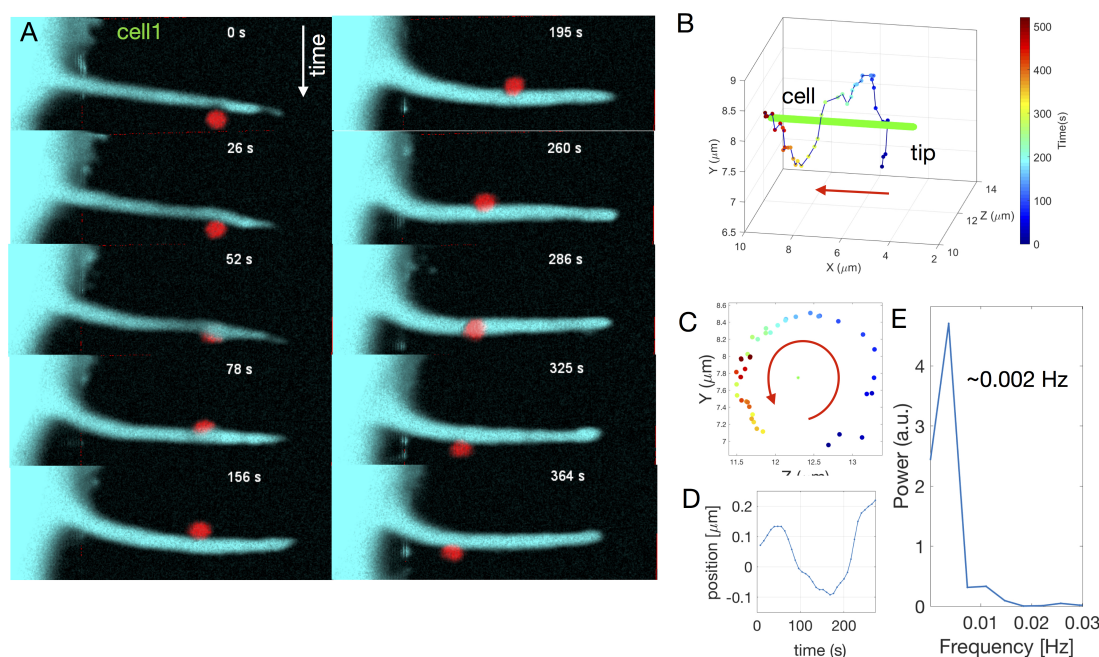 A
cell1
time
0 s
26 s
52 s
78 s
156 s
195 s
260 s
286 s
325 s
364 s
B
9
8.5
8
7.5
7
6.5
Y (μm)
10
8
6
4
2
X (μm)
14
12
10
Z (μm)
cell
tip
500
400
300
200
100
0
Time(s)
C
8.6
8.4
8.2
8
7.8
7.6
7.4
7.2
7
Y (μm)
11.5
12
12.5
13
Z (μm)
D
0.2
0.1
0
-0.1
position [μm]
0
100
200
time (s)
E
4
3
2
1
0
Power (a.u.)
~0.002 Hz
0.01
0.02
0.03
Frequency [Hz]